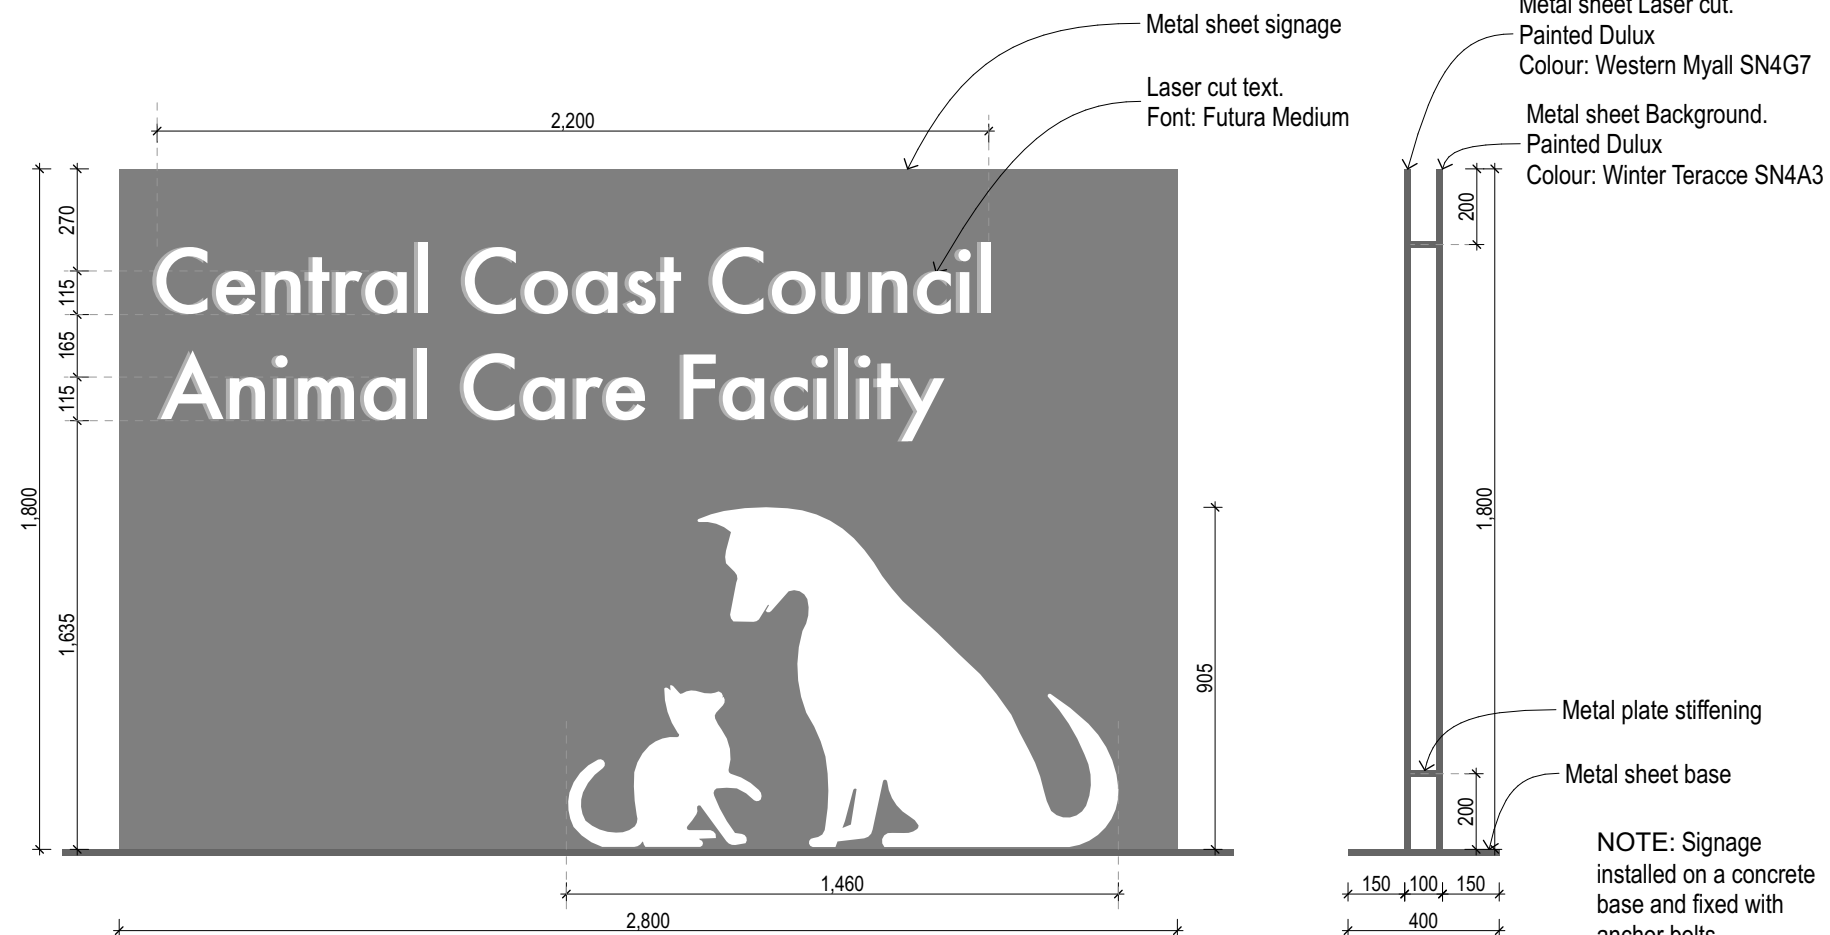 Metal sheet signage
Laser cut text.
Font: Futura Medium
Metal sheet Laser cut.
Painted Dulux
Colour: Western Myall SN4G7
Metal sheet Background.
Painted Dulux
Colour: Winter Teracce SN4A3
2,200
270
115
165
115
1,800
1,635
Central Coast Council
Animal Care Facility
905
1,460
2,800
200
1,800
200
Metal plate stiffening
Metal sheet base
150
100
150
400
NOTE: Signage
installed on a concrete
base and fixed with
anchor bolts